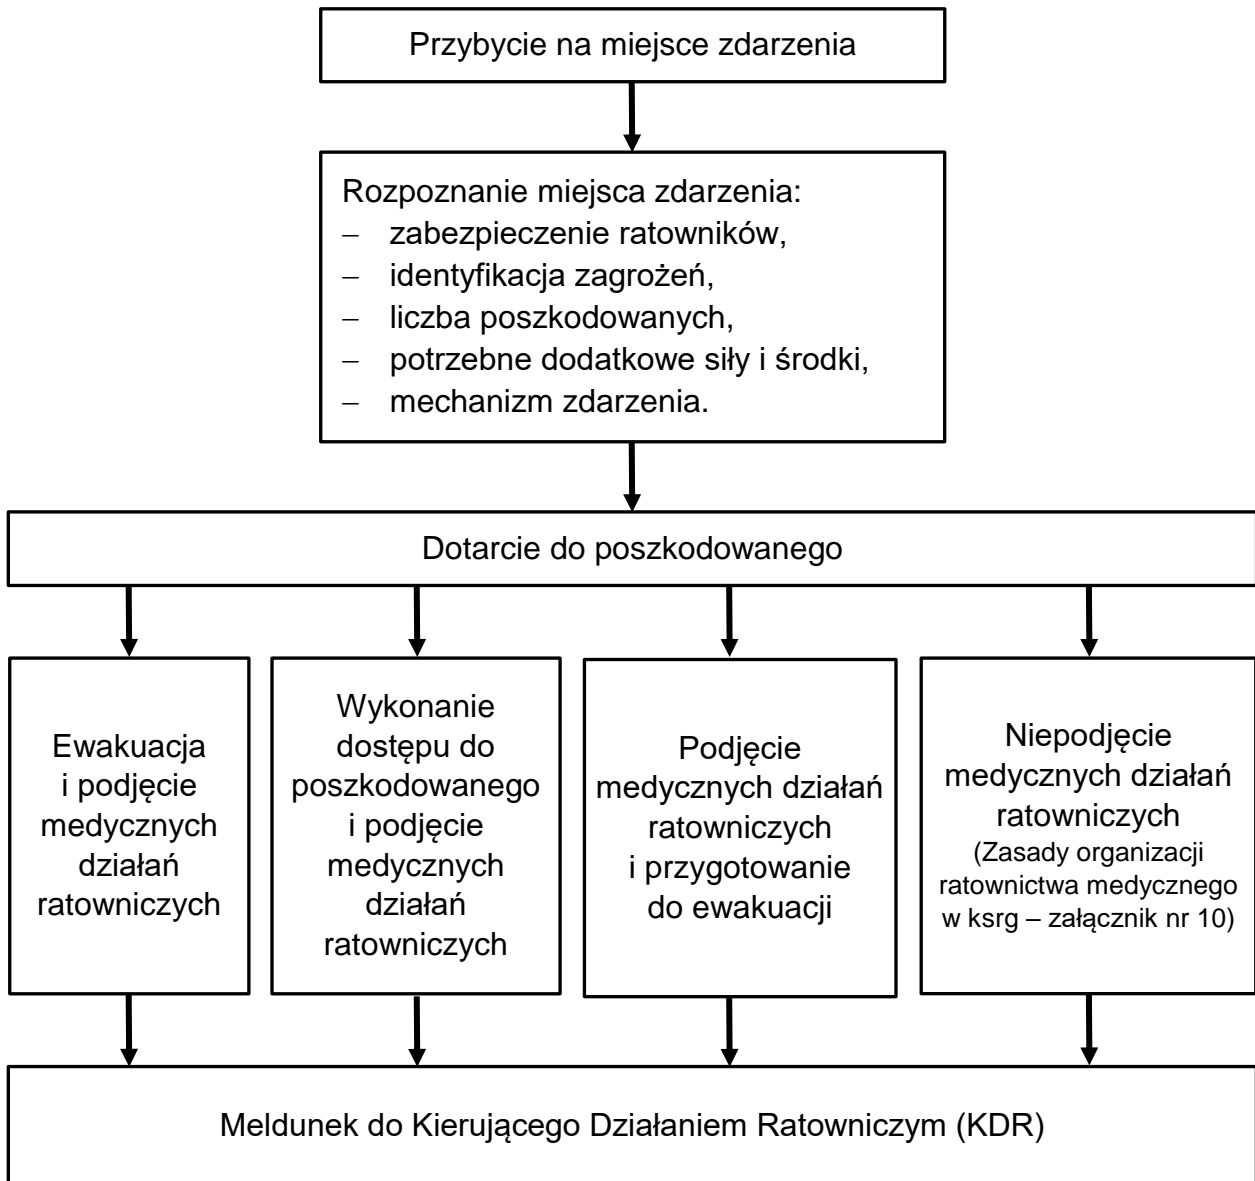 Przybycie na miejsce zdarzenia
Rozpoznanie miejsca zdarzenia:
– zabezpieczenie ratowników,
– identyfikacja zagrożeń,
– liczba poszkodowanych,
– potrzebne dodatkowe siły i środki,
– mechanizm zdarzenia.
Dotarcie do poszkodowanego
Ewakuacja
i podjęcie
medycznych
działań
ratowniczych
Wykonanie
dostępu do
poszkodowanego
i podjęcie
medycznych
działań
ratowniczych
Podjęcie
medycznych działań
ratowniczych
i przygotowanie
do ewakuacji
Niepodjęcie
medycznych działań
ratowniczych
(Zasady organizacji
ratownictwa medycznego
w ksrg – załącznik nr 10)
Meldunek do Kierującego Działaniem Ratowniczym (KDR)